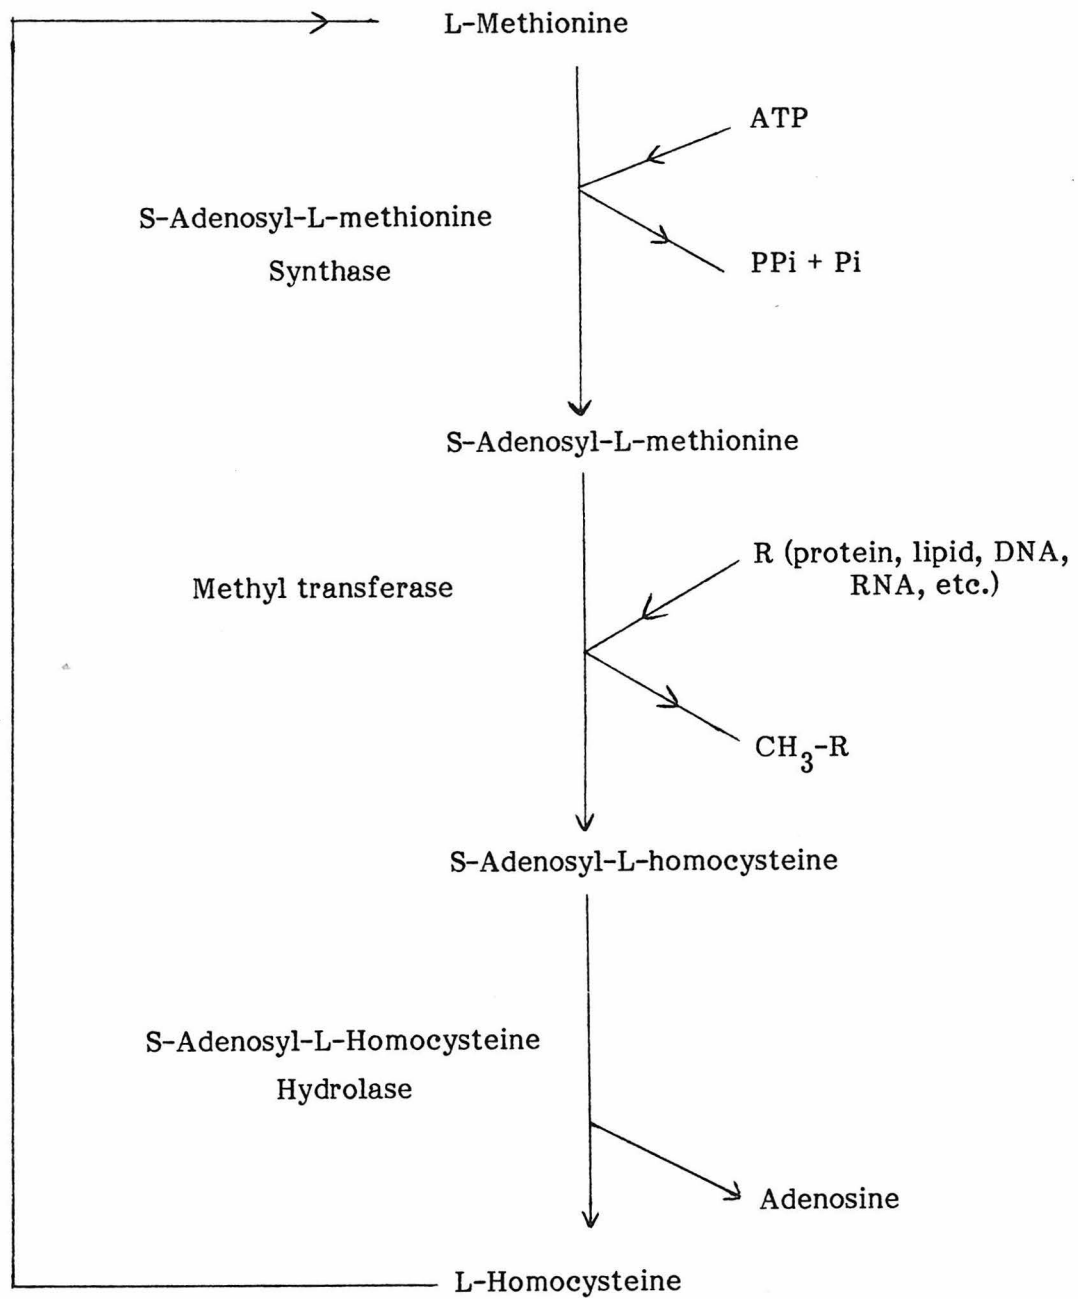 L-Methionine
ATP
S-Adenosyl-L-methionine
Synthase
PPi + Pi
S-Adenosyl-L-methionine
R (protein, lipid, DNA,
RNA, etc.)
Methyl transferase
CH3-R
S-Adenosyl-L-homocysteine
S-Adenosyl-L-Homocysteine
Hydrolase
Adenosine
L-Homocysteine